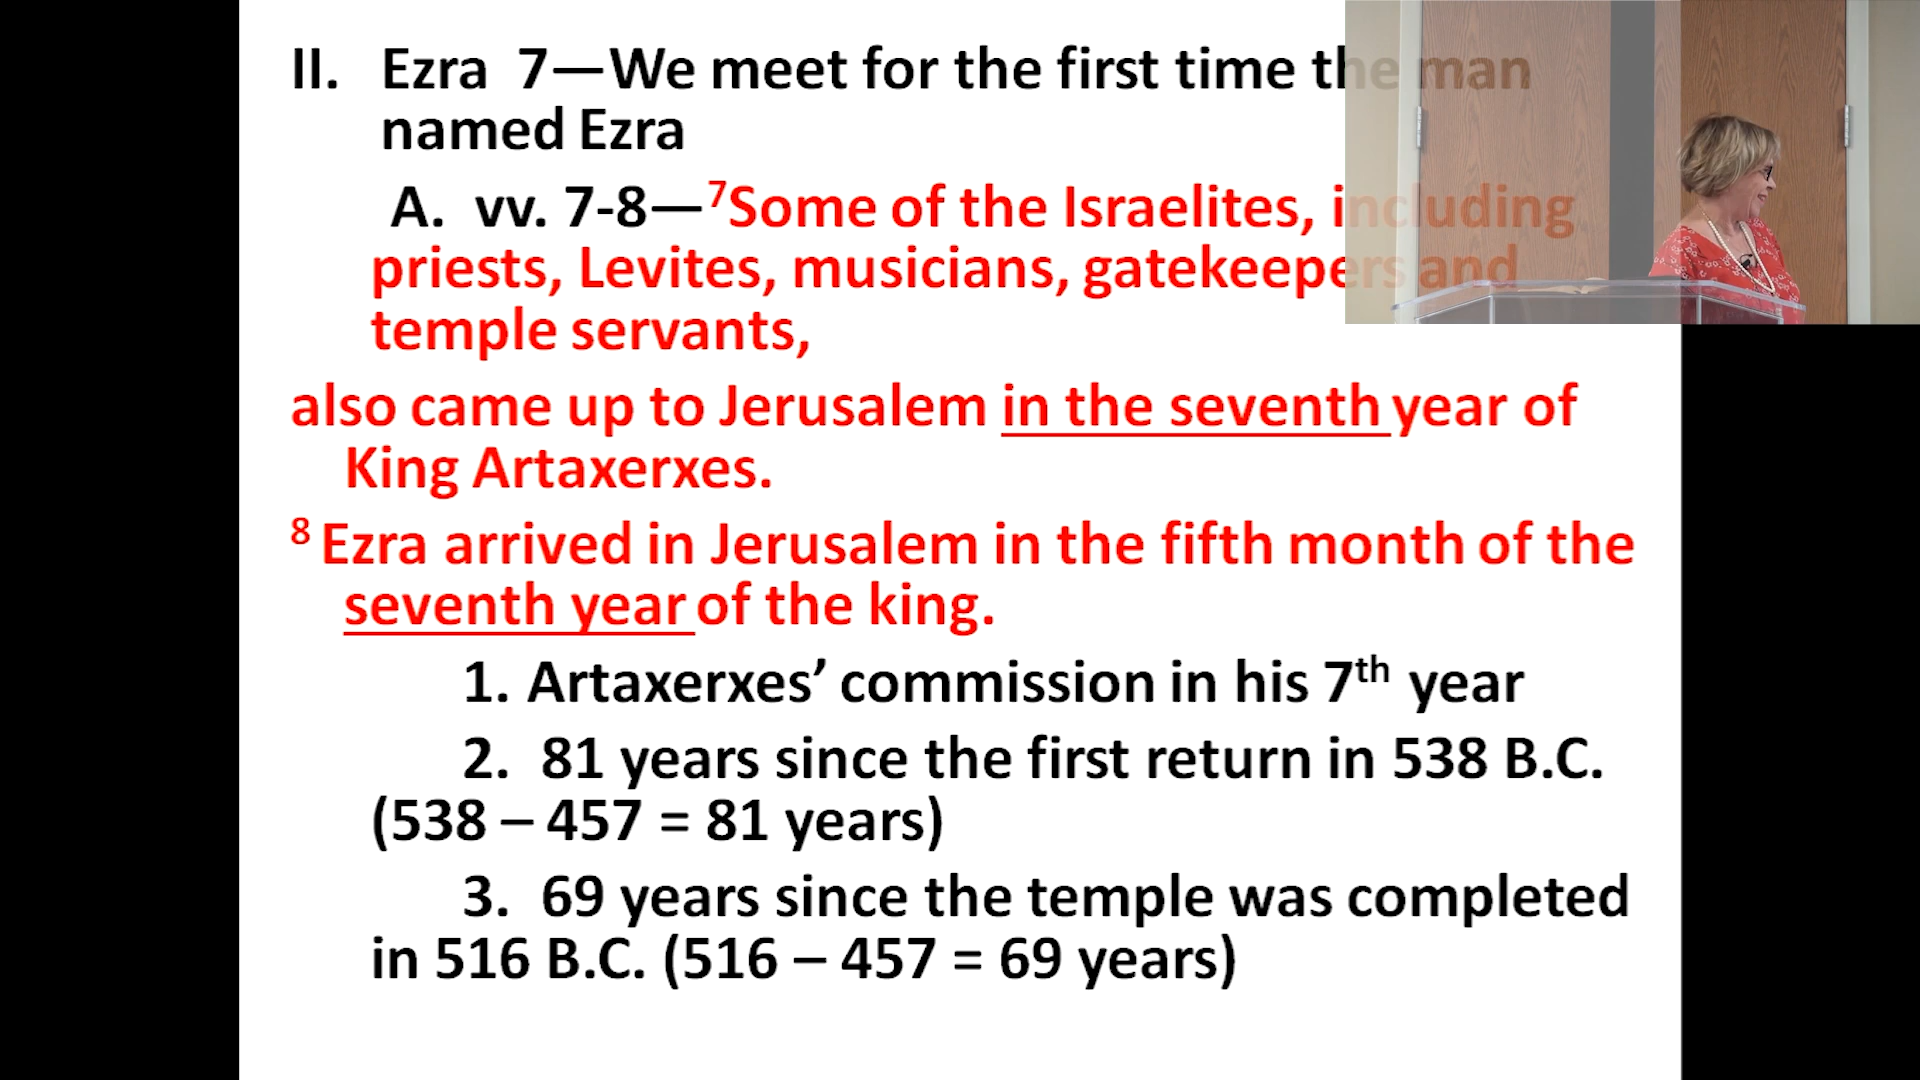 II. Ezra 7—We meet for the first time the man
named Ezra
A. vv. 7-8—⁷Some of the Israelites, including
priests, Levites, musicians, gatekeepers and
temple servants,
also came up to Jerusalem in the seventh year of
King Artaxerxes.
⁸ Ezra arrived in Jerusalem in the fifth month of the
seventh year of the king.
1. Artaxerxes’ commission in his 7th year
2. 81 years since the first return in 538 B.C.
(538 – 457 = 81 years)
3. 69 years since the temple was completed
in 516 B.C. (516 – 457 = 69 years)